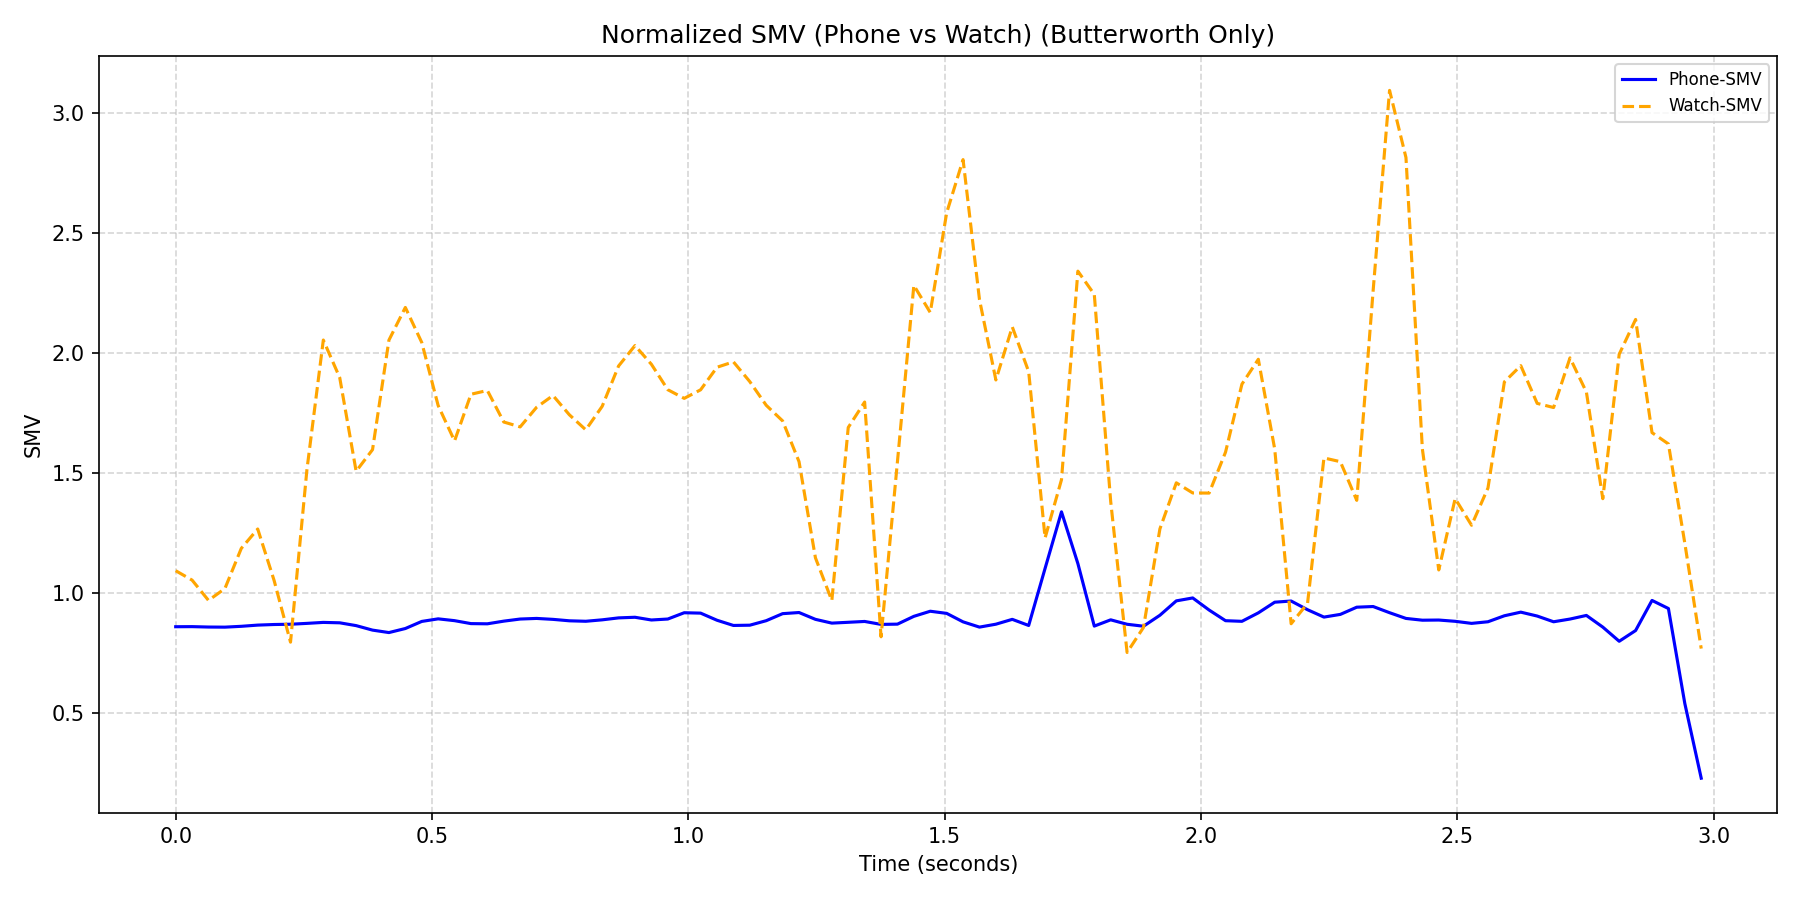 Normalized SMV (Phone vs Watch) (Butterworth Only)
Phone-SMV
Watch-SMV
SMV
3.0
2.5
2.0
1.5
1.0
0.5
0.0 0.5 1.0 1.5 2.0 2.5 3.0
Time (seconds)